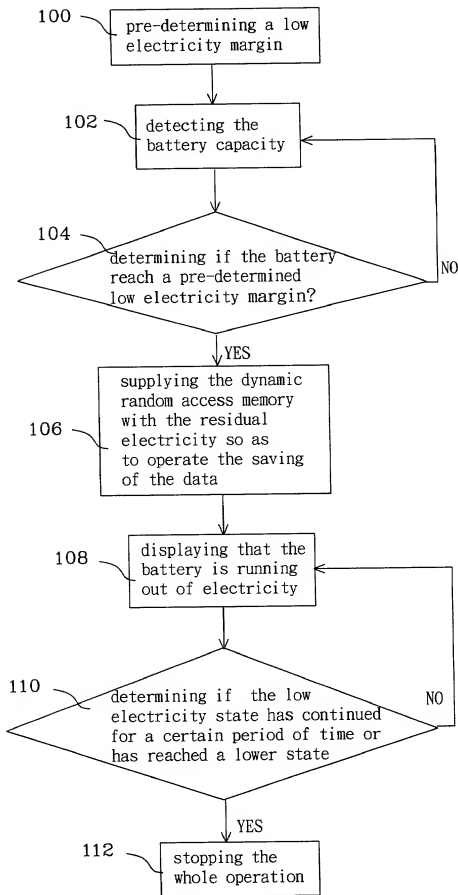 100
pre-determining a low
electricity margin
102
detecting the
battery capacity
104
determining if the battery
reach a pre-determined
low electricity margin?
NO
YES
106
supplying the dynamic
random access memory
with the residual
electricity so as
to operate the saving
of the data
108
displaying that the
battery is running
out of electricity
110
determining if the low
electricity state has continued
for a certain period of time or
has reached a lower state
NO
YES
112
stopping the
whole operation